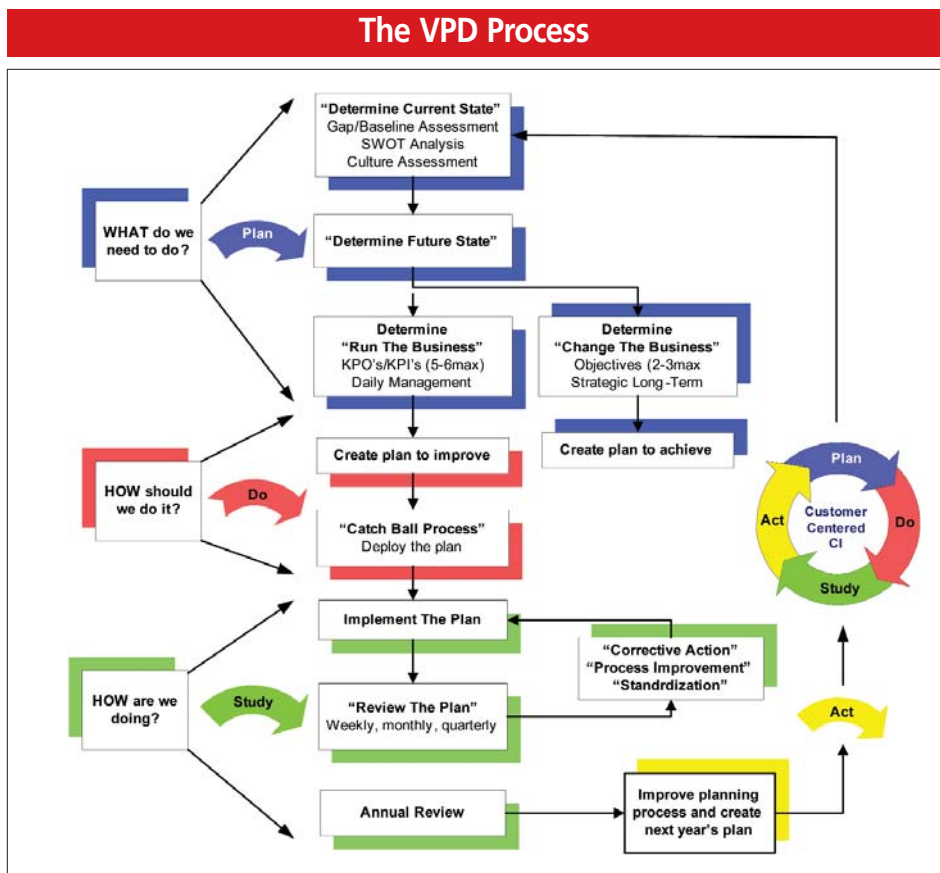 The VPD Process
“Determine Current State”
Gap/Baseline Assessment
SWOT Analysis
Culture Assessment
WHAT do we
need to do?
Plan
“Determine Future State”
Determine
“Run The Business”
KPO's/KPI's (5-6max)
Daily Management
Determine
“Change The Business”
Objectives (2-3max
Strategic Long-Term
Create plan to improve
Create plan to achieve
HOW should
we do it?
Do
“Catch Ball Process”
Deploy the plan
Plan
Do
Study
Act
Customer
Centered
CI
Implement The Plan
“Corrective Action”
“Process Improvement”
“Standrdization”
HOW are we
doing?
Study
“Review The Plan”
Weekly, monthly, quarterly
Act
Annual Review
Improve planning
process and create
next year's plan